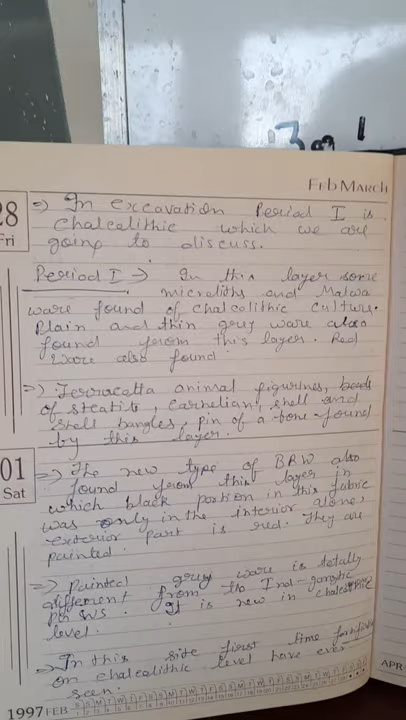 Feb March
28
Fri
=> In excavation Period I is
Chalcolithic which we are
going to discuss.
Period I → In this layer some
microliths and Malwa
ware found of chalcolithic culture.
Plain and thin grey ware also
found from this layer. Red
ware also found.
=> Terracotta animal figurines, beads
of steatite, carnelian, shell and
shell bangles, pin of a bone found
by this layer.
01
Sat
=> The new type of BRW also
found from this layer in
which black portion in this fabric
was only in the interior alone,
exterior part is red. They are
painted.
=> Painted grey ware is totally
different from the Ind-gangetic
It is new in chalcolithic
level.
=> In this site first time
on chalcolithic level have ever
seen.
1997 FEB
APR